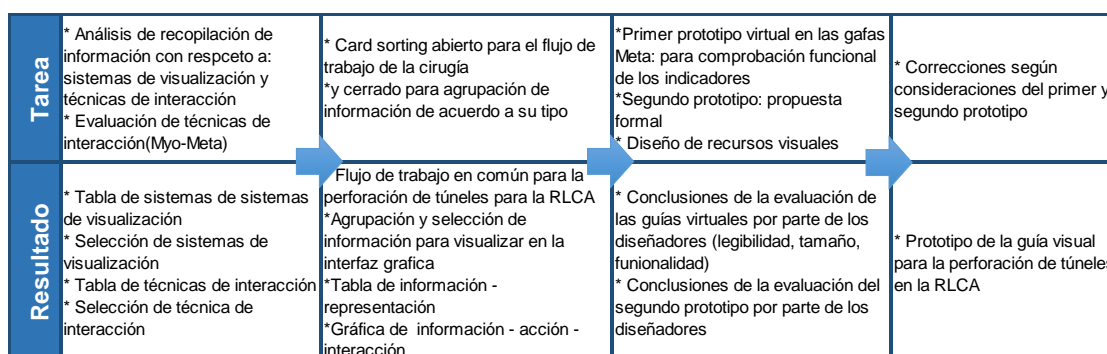 Tarea
* Análisis de recopilación de
información con respceto a:
sistemas de visualización y
técnicas de interacción
* Evaluación de técnicas de
interacción(Myo-Meta)
* Card sorting abierto para el flujo de
trabajo de la cirugía
*y cerrado para agrupación de
información de acuerdo a su tipo
*Primer prototipo virtual en las gafas
Meta: para comprobación funcional
de los indicadores
*Segundo prototipo: propuesta
formal
* Diseño de recursos visuales
* Correcciones según
consideraciones del primer y
segundo prototipo
Resultado
* Tabla de sistemas de sistemas
de visualización
* Selección de sistemas de
visualización
* Tabla de técnicas de interacción
* Selección de técnica de
interacción
Flujo de trabajo en común para la
perforación de túneles para la RLCA
*Agrupación y selección de
información para visualizar en la
interfaz grafica
*Tabla de información -
representación
*Gráfica de información - acción -
interacción
* Conclusiones de la evaluación de
las guías virtuales por parte de los
diseñadores (legibilidad, tamaño,
funionalidad)
* Conclusiones de la evaluación del
segundo prototipo por parte de los
diseñadores
* Prototipo de la guía visual
para la perforación de túneles
en la RLCA